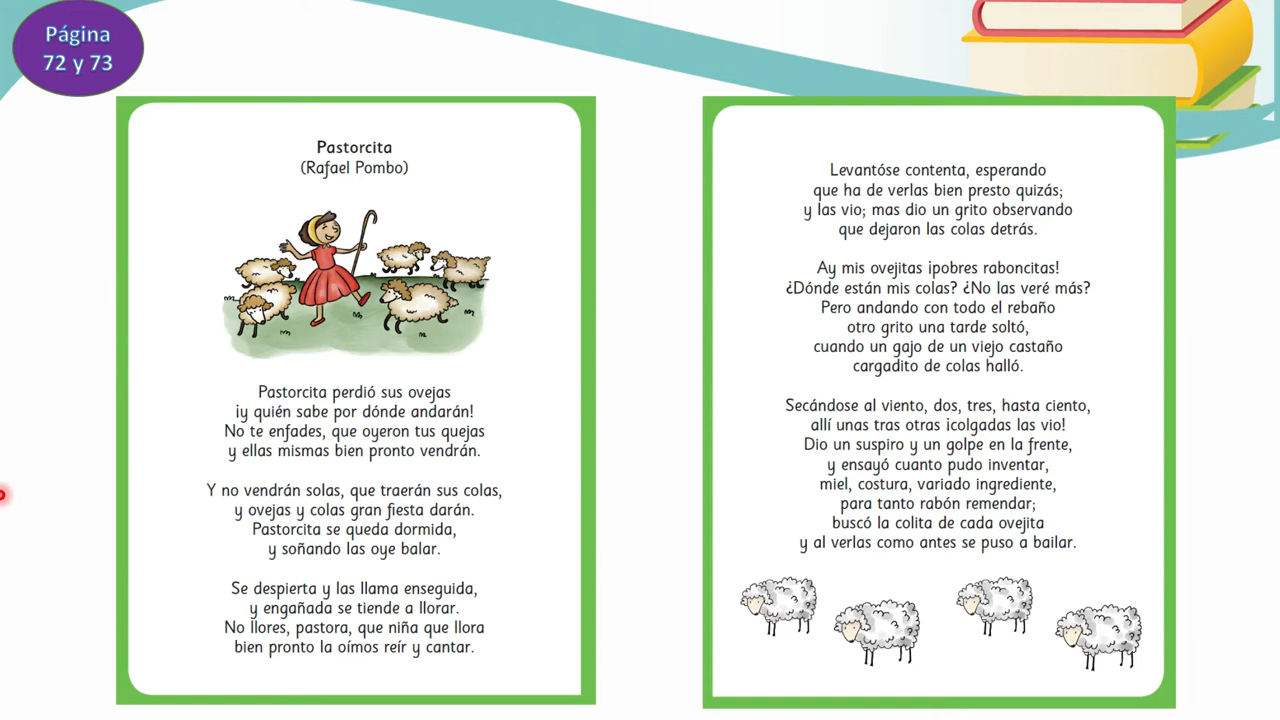 Página
72 y 73
Pastorcita
(Rafael Pombo)
Pastorcita perdió sus ovejas
¡y quién sabe por dónde andarán!
No te enfades, que oyeron tus quejas
y ellas mismas bien pronto vendrán.
Y no vendrán solas, que traerán sus colas,
y ovejas y colas gran fiesta darán.
Pastorcita se queda dormida,
y soñando las oye balar.
Se despierta y las llama enseguida,
y engañada se tiende a llorar.
No llores, pastora, que niña que llora
bien pronto la oímos reír y cantar.
Levantóse contenta, esperando
que ha de verlas bien presto quizás;
y las vio; mas dio un grito observando
que dejaron las colas detrás.
Ay mis ovejitas ¡pobres raboncitas!
¿Dónde están mis colas? ¿No las veré más?
Pero andando con todo el rebaño
otro grito una tarde soltó,
cuando un gajo de un viejo castaño
cargadito de colas halló.
Secándose al viento, dos, tres, hasta ciento,
allí unas tras otras ¡colgadas las vio!
Dio un suspiro y un golpe en la frente,
y ensayó cuanto pudo inventar,
miel, costura, variado ingrediente,
para tanto rabón remendar;
buscó la colita de cada ovejita
y al verlas como antes se puso a bailar.